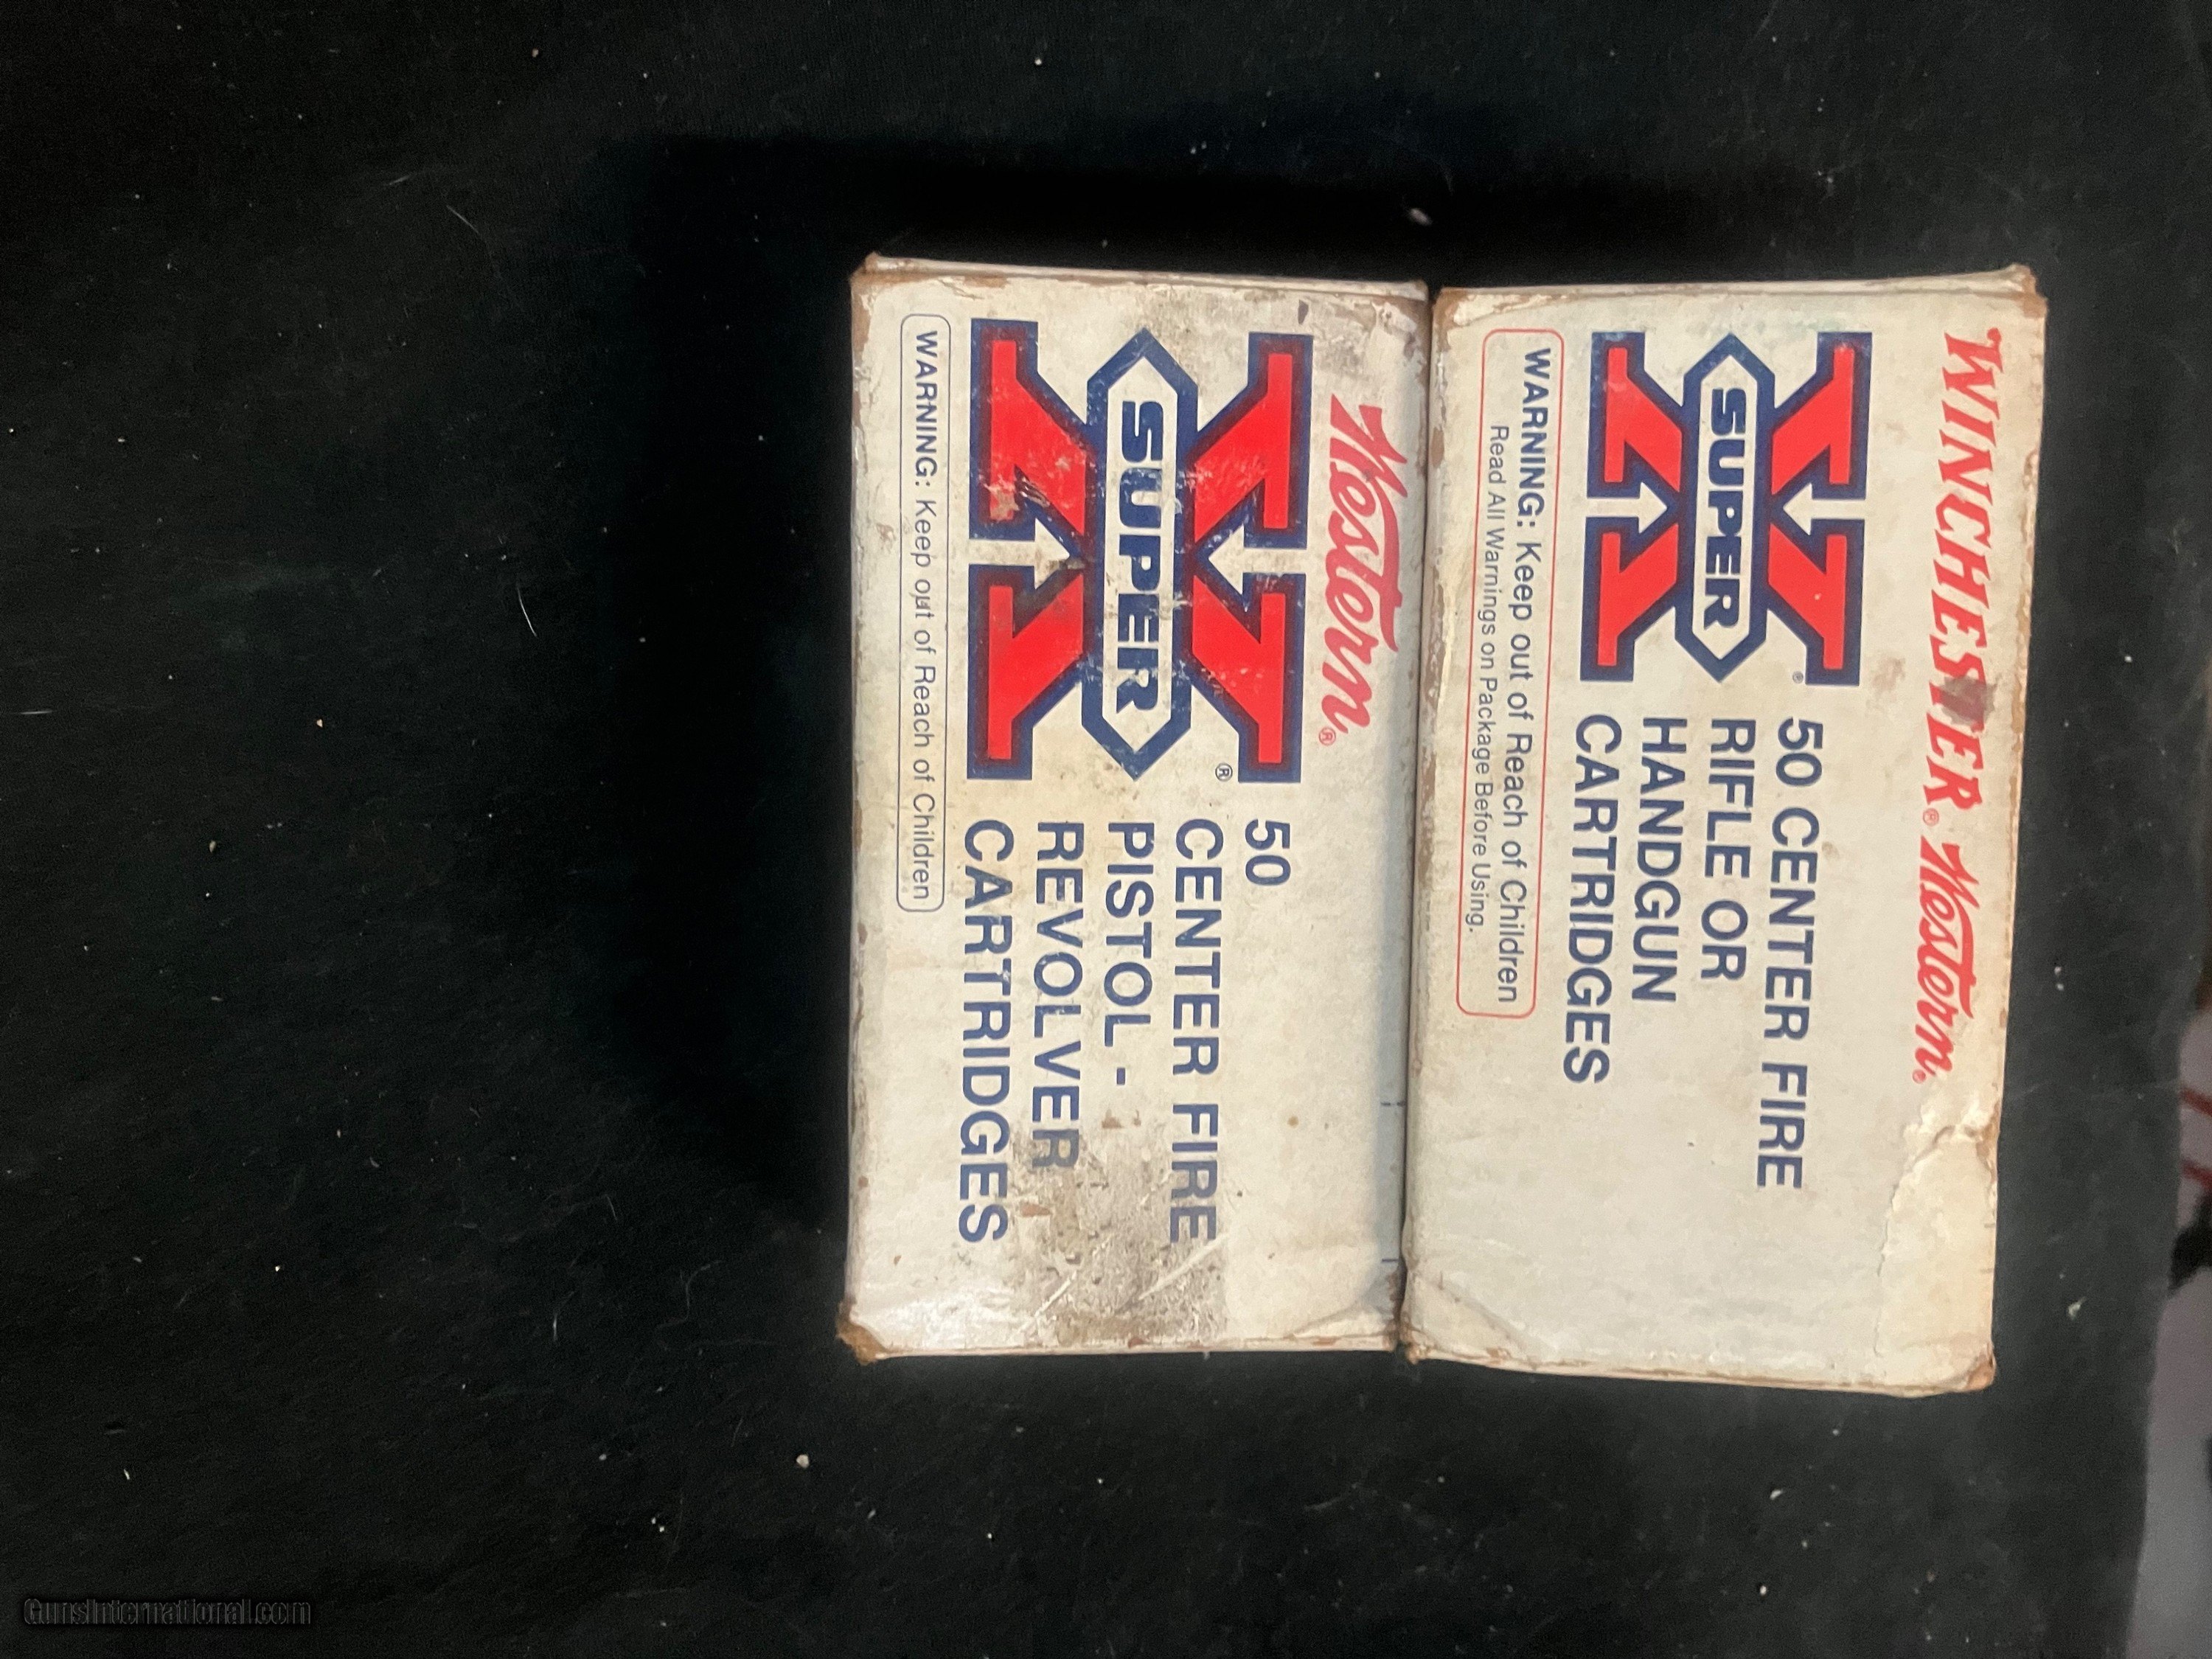 WINCHESTER® Western®
SUPER X®
50 CENTER FIRE
RIFLE OR
HANDGUN
CARTRIDGES
WARNING: Keep out of Reach of Children
Read All Warnings on Package Before Using.
Western®
SUPER X®
50
CENTER FIRE
PISTOL -
REVOLVER
CARTRIDGES
WARNING: Keep out of Reach of Children
GunsInternational.com